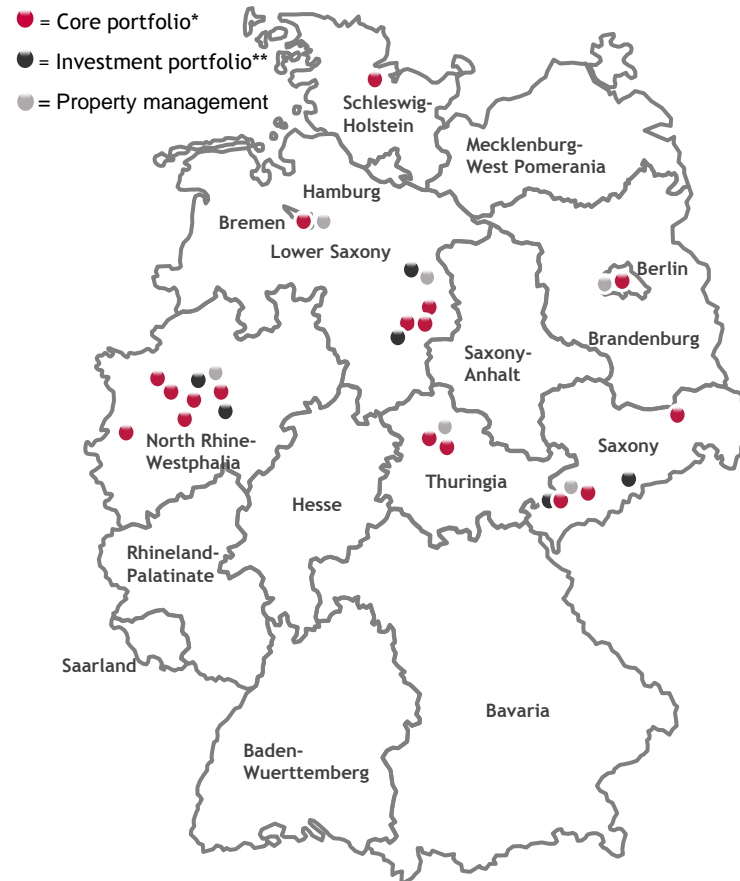 = Core portfolio*
= Investment portfolio**
= Property management
Schleswig-
Holstein
Mecklenburg-
West Pomerania
Hamburg
Bremen
Lower Saxony
Berlin
Brandenburg
Saxony-
Anhalt
North Rhine-
Westphalia
Saxony
Thuringia
Hesse
Rhineland-
Palatinate
Saarland
Bavaria
Baden-
Wuerttemberg